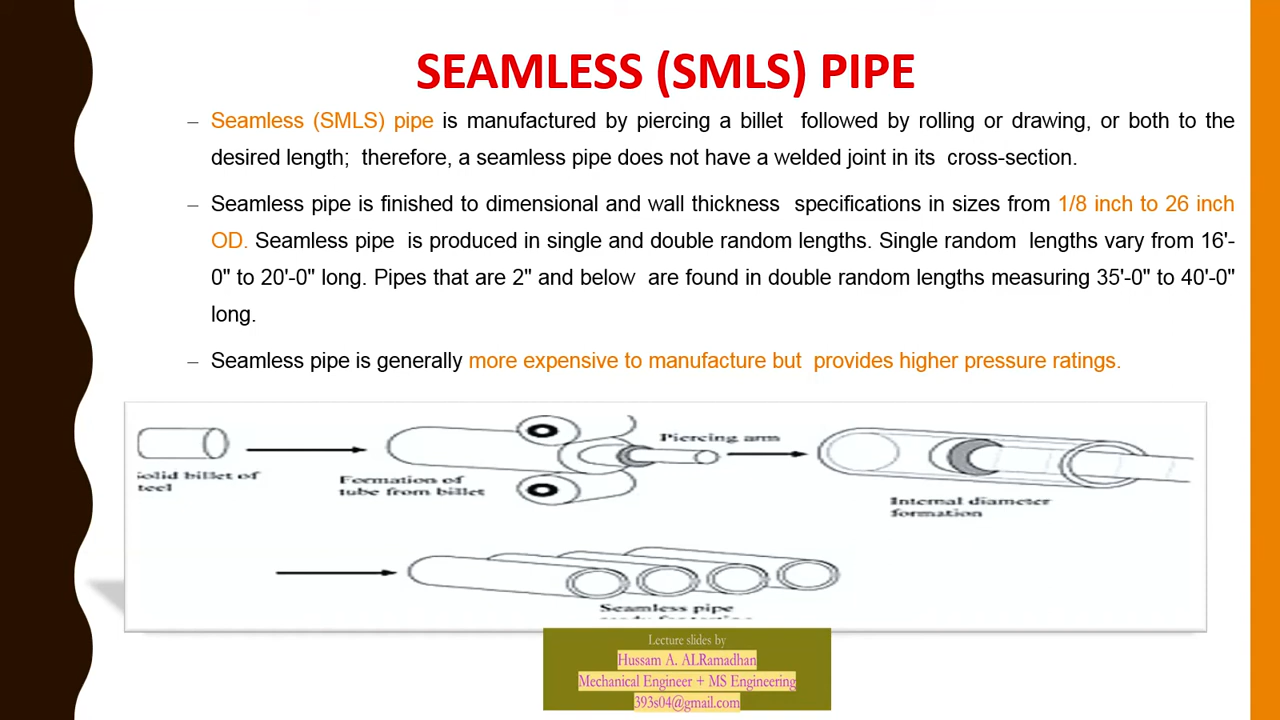 SEAMLESS (SMLS) PIPE
– Seamless (SMLS) pipe is manufactured by piercing a billet followed by rolling or drawing, or both to the
desired length; therefore, a seamless pipe does not have a welded joint in its cross-section.
– Seamless pipe is finished to dimensional and wall thickness specifications in sizes from 1/8 inch to 26 inch
OD. Seamless pipe is produced in single and double random lengths. Single random lengths vary from 16'-
0" to 20'-0" long. Pipes that are 2" and below are found in double random lengths measuring 35'-0" to 40'-0"
long.
– Seamless pipe is generally more expensive to manufacture but provides higher pressure ratings.
Piercing arm
olid billet of
teel
Formation of
tube from billet
Internal diameter
formation
Seamless pipe
Lecture slides by
Hussam A. ALRamadhan
Mechanical Engineer + MS Engineering
393s04@gmail.com